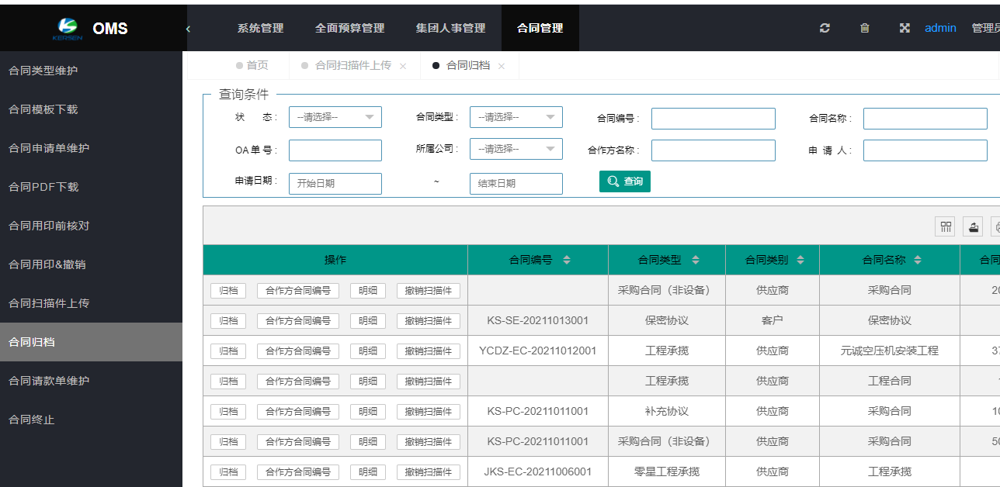 KERSEN OMS 系统管理 全面预算管理 集团人事管理 合同管理 admin 管理员
合同类型维护
合同模板下载
合同申请单维护
合同PDF下载
合同用印前核对
合同用印&撤销
合同扫描件上传
合同归档
合同请款单维护
合同终止
首页 合同扫描件上传 × 合同归档 ×
查询条件
状 态: --请选择-- 合同类型: --请选择-- 合同编号: 合同名称:
OA单号: 所属公司: --请选择-- 合作方名称: 申 请 人:
申请日期: 开始日期 ~ 结束日期 查询
操作 合同编号 合同类型 合同类别 合同名称 合同
归档 合作方合同编号 明细 撤销扫描件 采购合同（非设备） 供应商 采购合同 20
归档 合作方合同编号 明细 撤销扫描件 KS-SE-20211013001 保密协议 客户 保密协议
归档 合作方合同编号 明细 撤销扫描件 YCDZ-EC-20211012001 工程承揽 供应商 元诚空压机安装工程 37
归档 合作方合同编号 明细 撤销扫描件 工程承揽 供应商 工程合同
归档 合作方合同编号 明细 撤销扫描件 KS-PC-20211011001 补充协议 供应商 采购合同 10
归档 合作方合同编号 明细 撤销扫描件 KS-PC-20211011001 采购合同（非设备） 供应商 采购合同 50
归档 合作方合同编号 明细 撤销扫描件 JKS-EC-20211006001 零星工程承揽 供应商 工程承揽